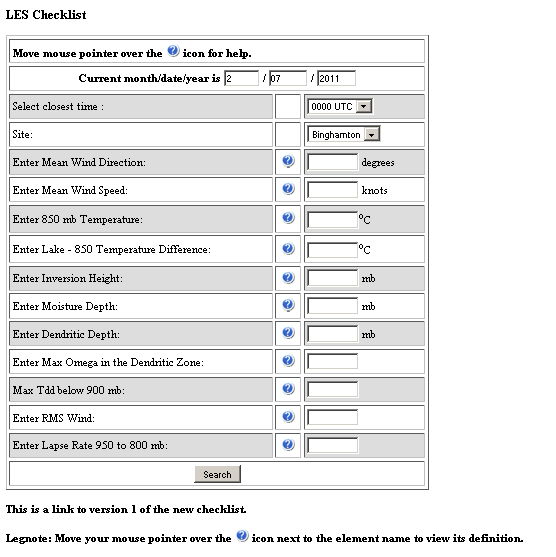 LES Checklist
Move mouse pointer over the ? icon for help.
Current month/date/year is 2 / 07 / 2011
Select closest time : 0000 UTC
Site: Binghamton
Enter Mean Wind Direction: ? degrees
Enter Mean Wind Speed: ? knots
Enter 850 mb Temperature: ? °C
Enter Lake - 850 Temperature Difference: ? °C
Enter Inversion Height: ? mb
Enter Moisture Depth: ? mb
Enter Dendritic Depth: ? mb
Enter Max Omega in the Dendritic Zone: ?
Max Tdd below 900 mb: ?
Enter RMS Wind: ?
Enter Lapse Rate 950 to 800 mb: ?
Search
This is a link to version 1 of the new checklist.
Legnote: Move your mouse pointer over the ? icon next to the element name to view its definition.